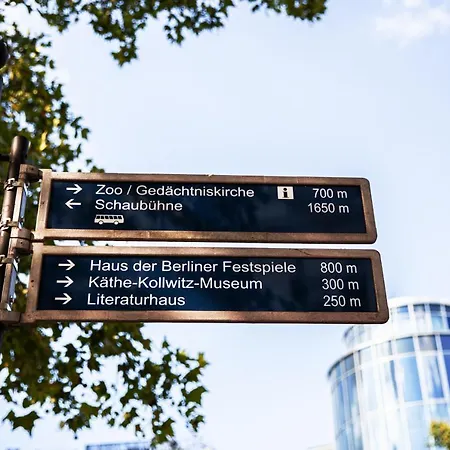 → Zoo / Gedächtniskirche i 700 m
← Schaubühne 1650 m
→ Haus der Berliner Festspiele 800 m
→ Käthe-Kollwitz-Museum 300 m
→ Literaturhaus 250 m